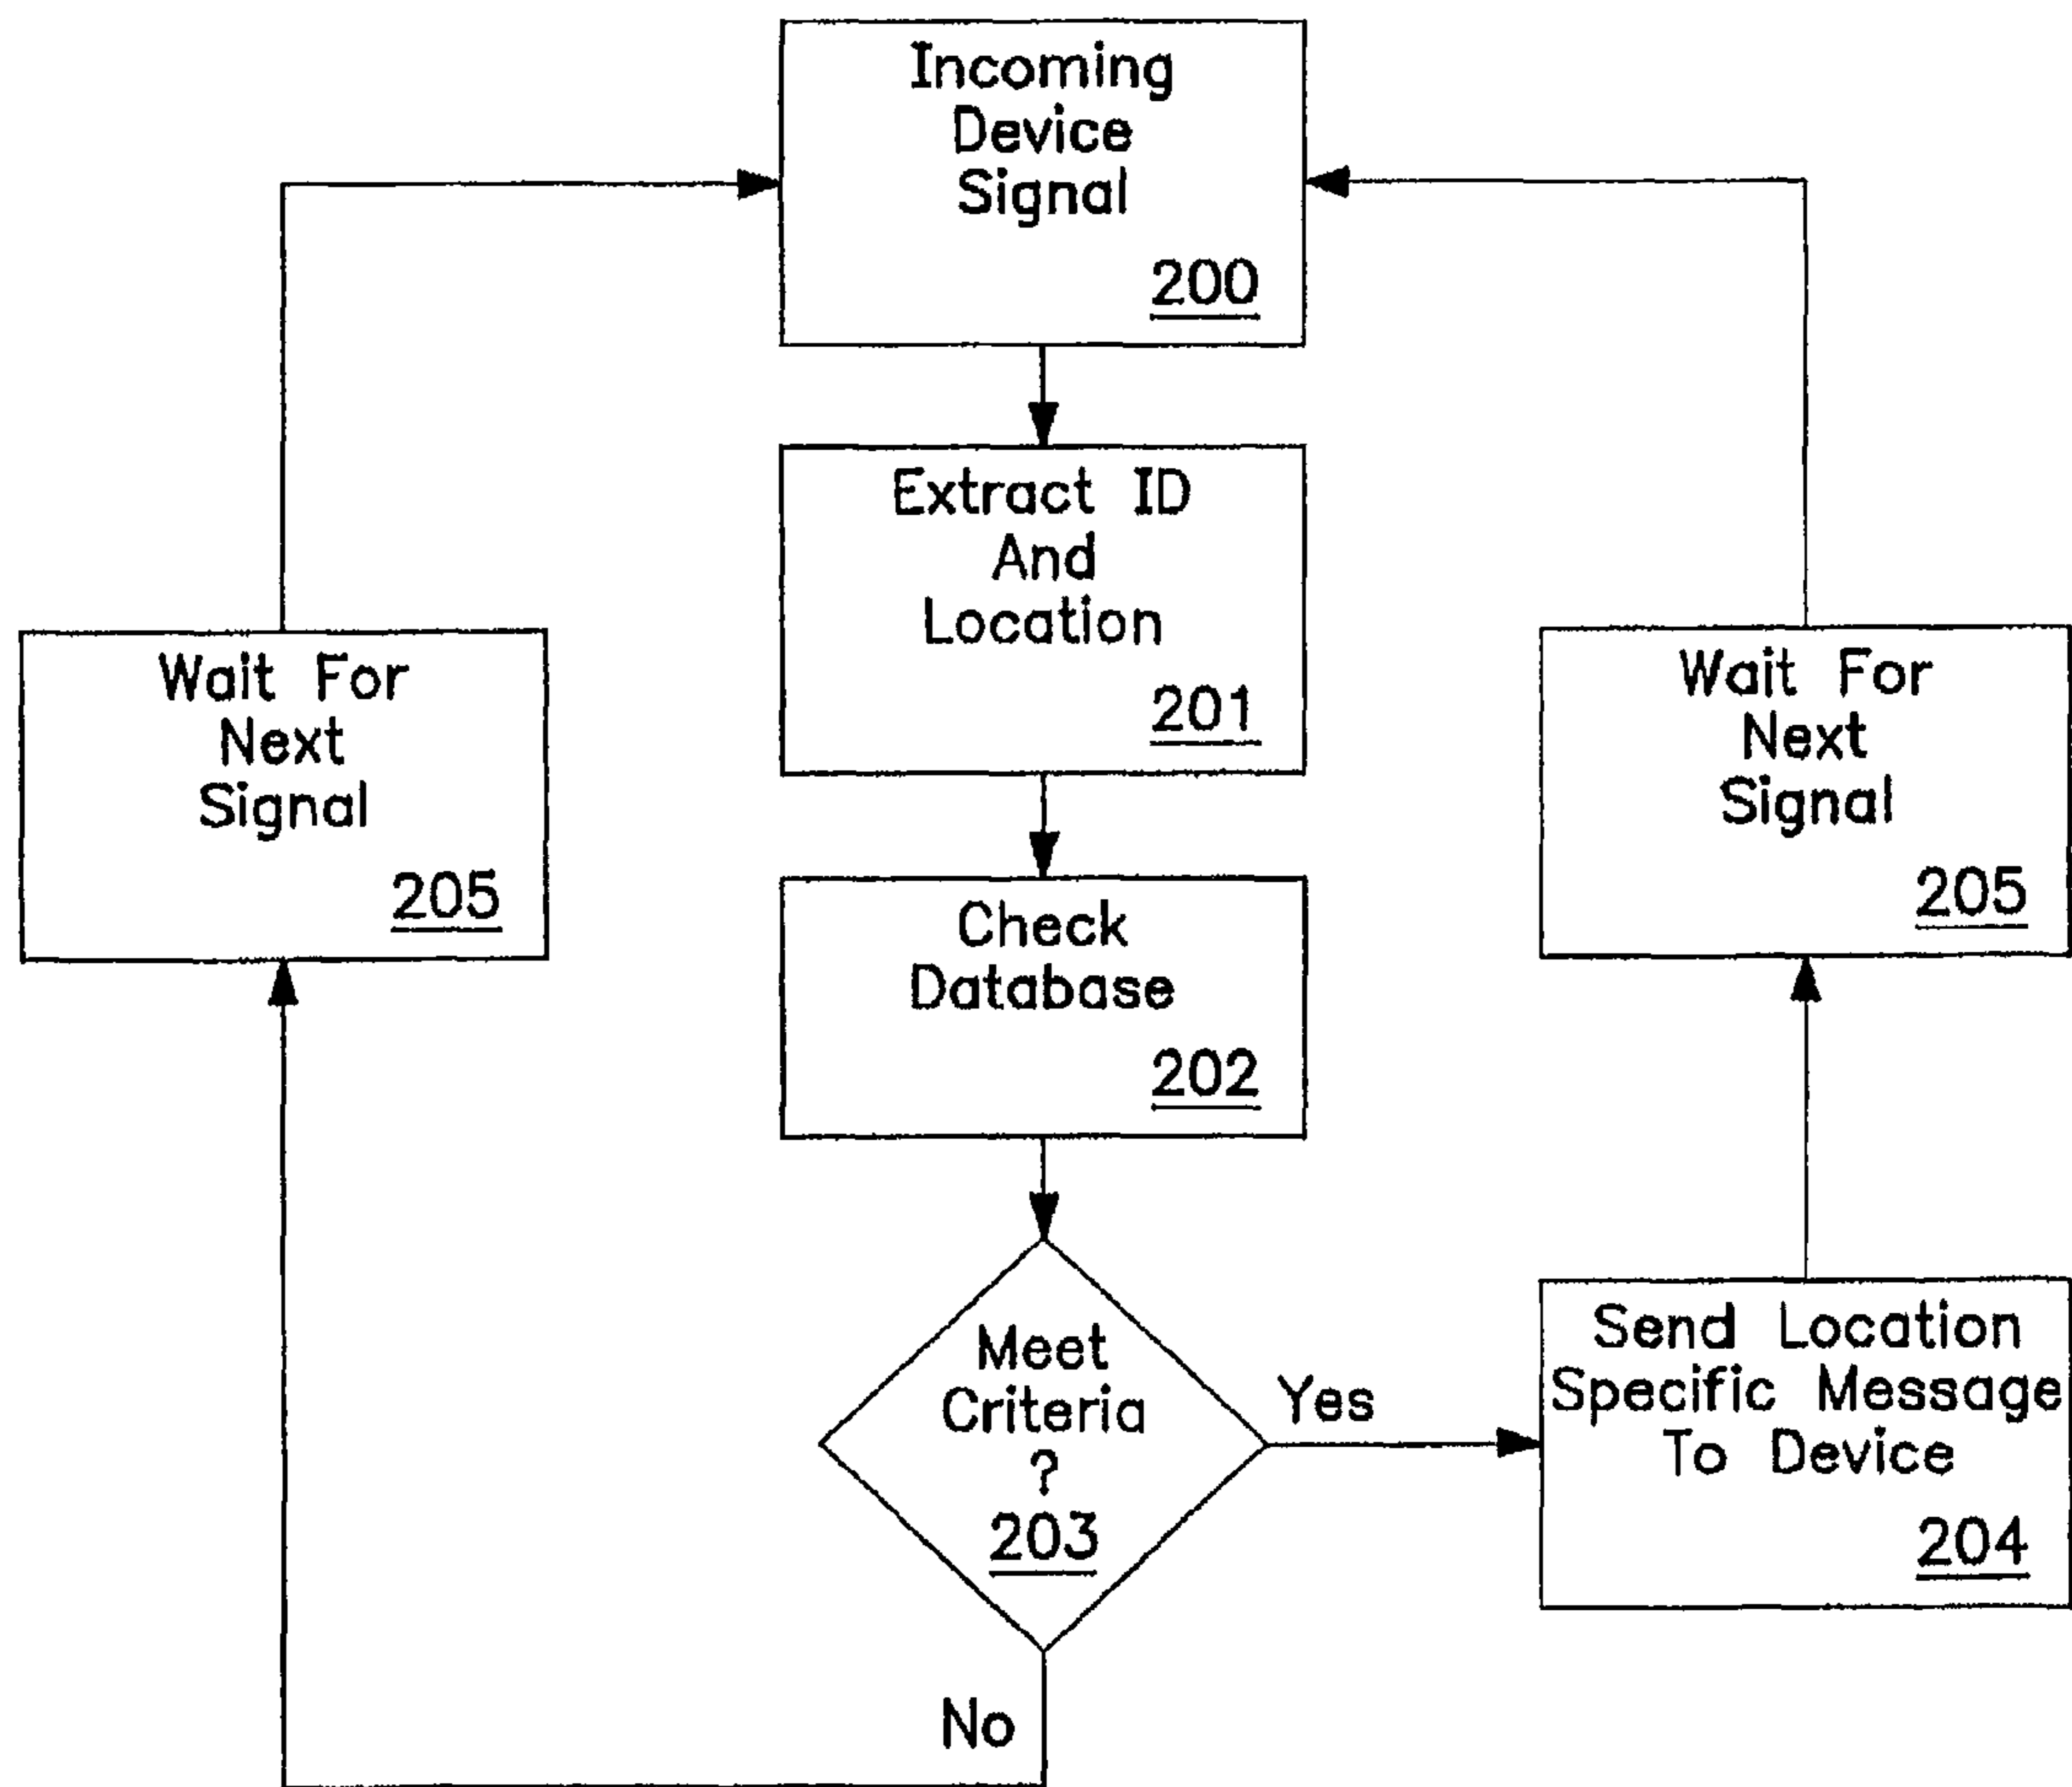 Incoming
Device
Signal
200
Extract ID
And
Location
201
Wait For
Next
Signal
205
Wait For
Next
Signal
205
Check
Database
202
Meet
Criteria
?
203
Yes
No
Send Location
Specific Message
To Device
204